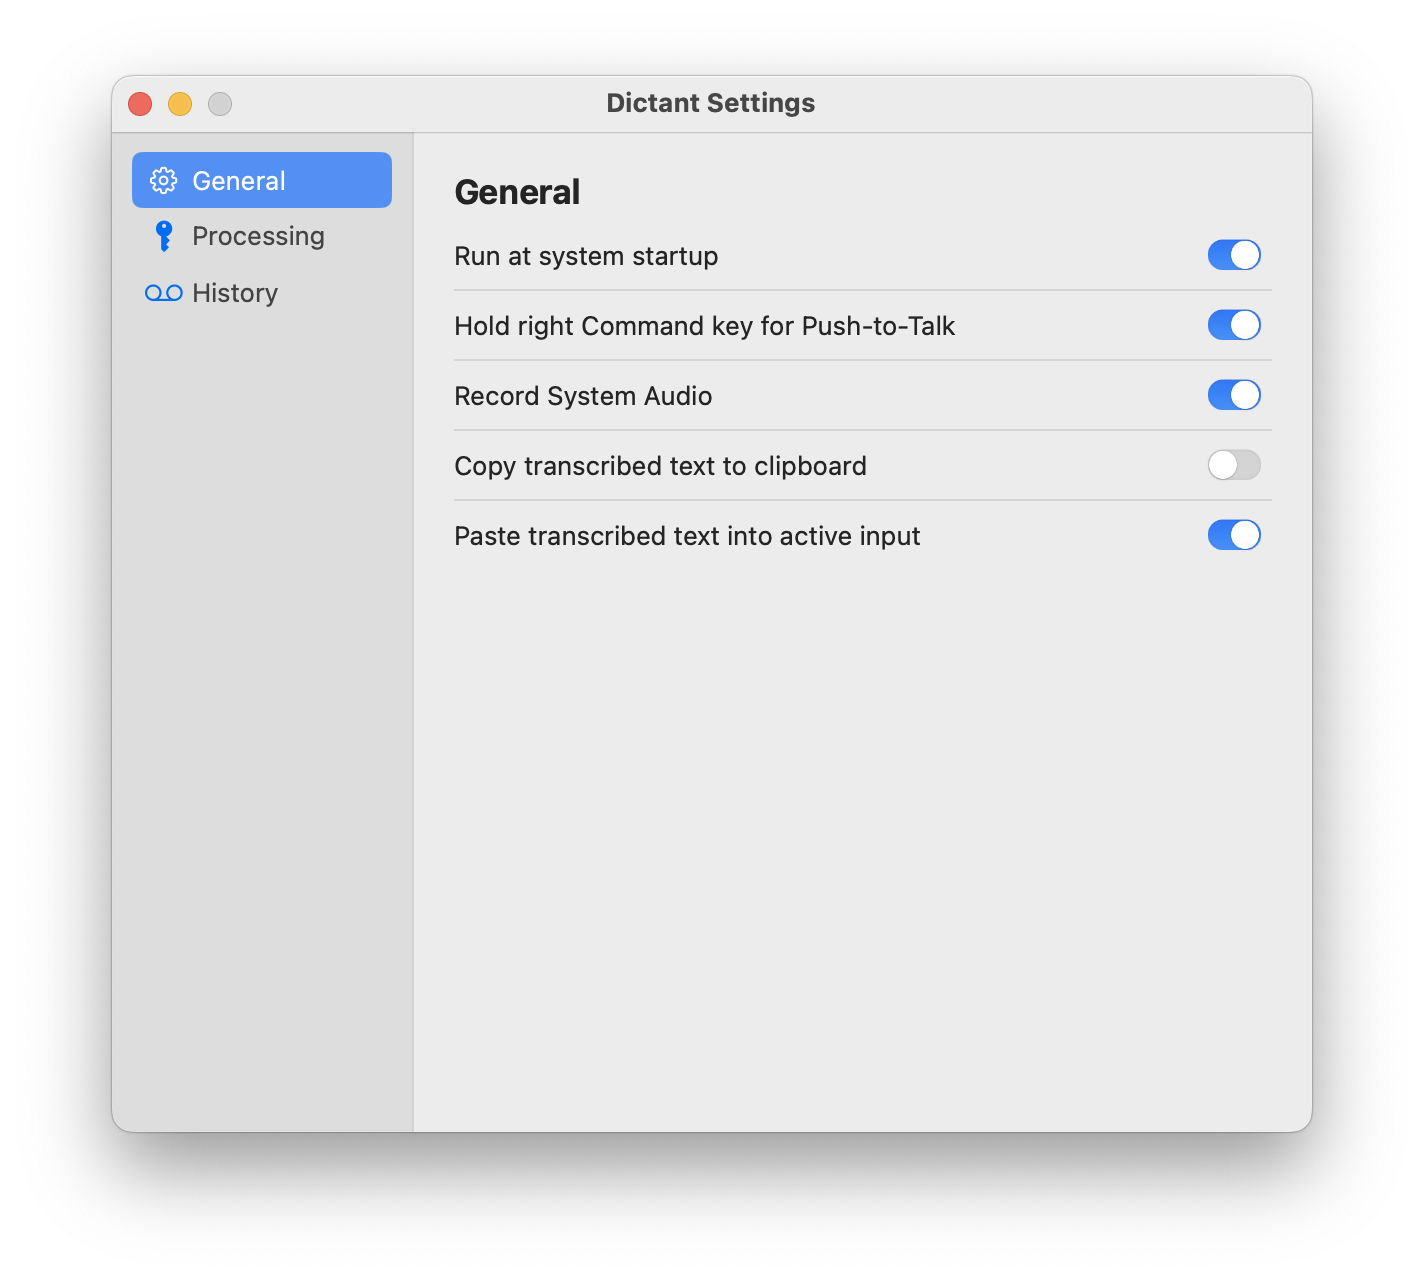 Dictant Settings
General
Processing
History
General
Run at system startup
Hold right Command key for Push-to-Talk
Record System Audio
Copy transcribed text to clipboard
Paste transcribed text into active input